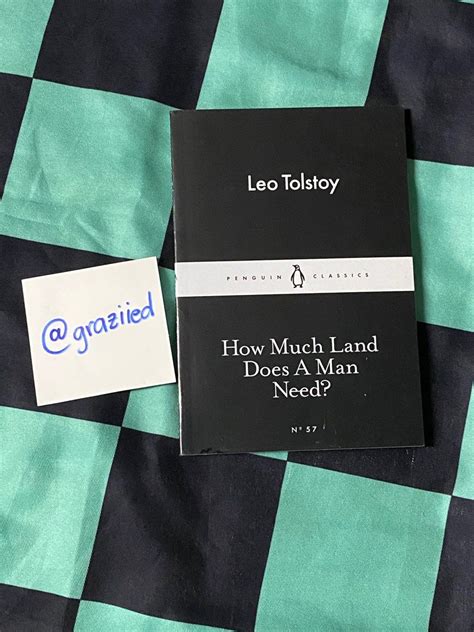 Leo Tolstoy
PENGUIN CLASSICS
@graziied
How Much Land
Does A Man
Need?
Nº 57